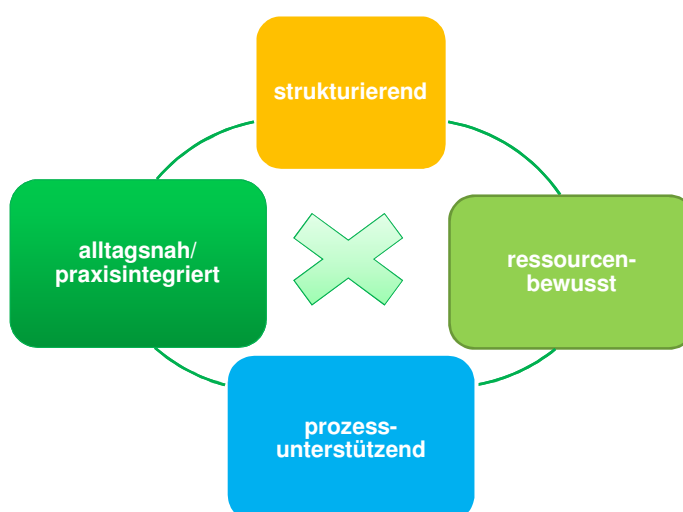 strukturierend
alltagsnah/
praxisintegriert
ressourcen-
bewusst
prozess-
unterstützend